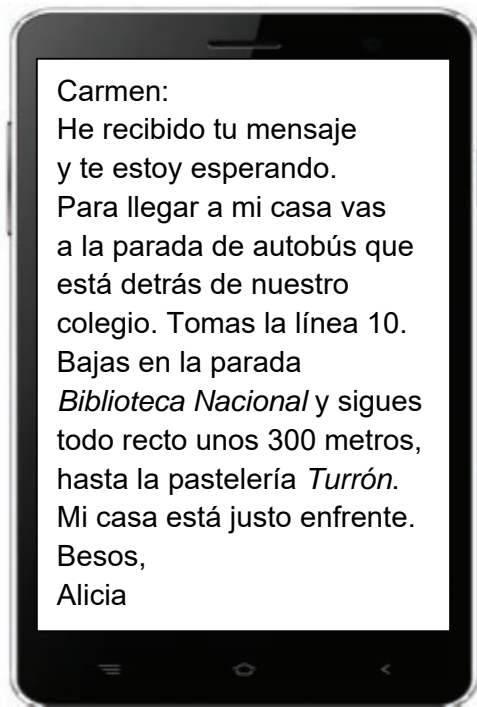 Carmen:
He recibido tu mensaje
y te estoy esperando.
Para llegar a mi casa vas
a la parada de autobús que
está detrás de nuestro
colegio. Tomas la línea 10.
Bajas en la parada
Biblioteca Nacional y sigues
todo recto unos 300 metros,
hasta la pastelería Turrón.
Mi casa está justo enfrente.
Besos,
Alicia